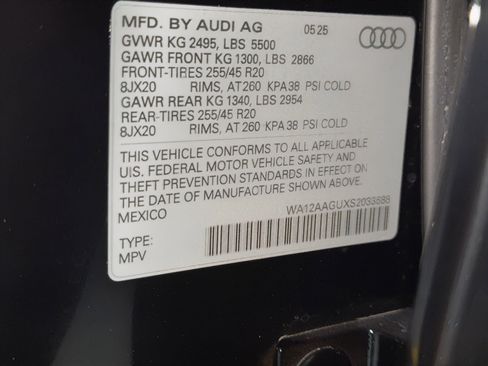 MFD. BY AUDI AG 05 25
GVWR KG 2495, LBS 5500
GAWR FRONT KG 1300, LBS 2866
FRONT-TIRES 255/45 R20
8JX20 RIMS, AT 260 KPA 38 PSI COLD
GAWR REAR KG 1340, LBS 2954
REAR-TIRES 255/45 R20
8JX20 RIMS, AT 260 KPA 38 PSI COLD
THIS VEHICLE CONFORMS TO ALL APPLICABLE
U.S. FEDERAL MOTOR VEHICLE SAFETY AND
THEFT PREVENTION STANDARDS IN EFFECT ON
THE DATE OF MANUFACTURE SHOWN ABOVE.
MEXICO
WA12AAGUXS2033688
TYPE:
MPV